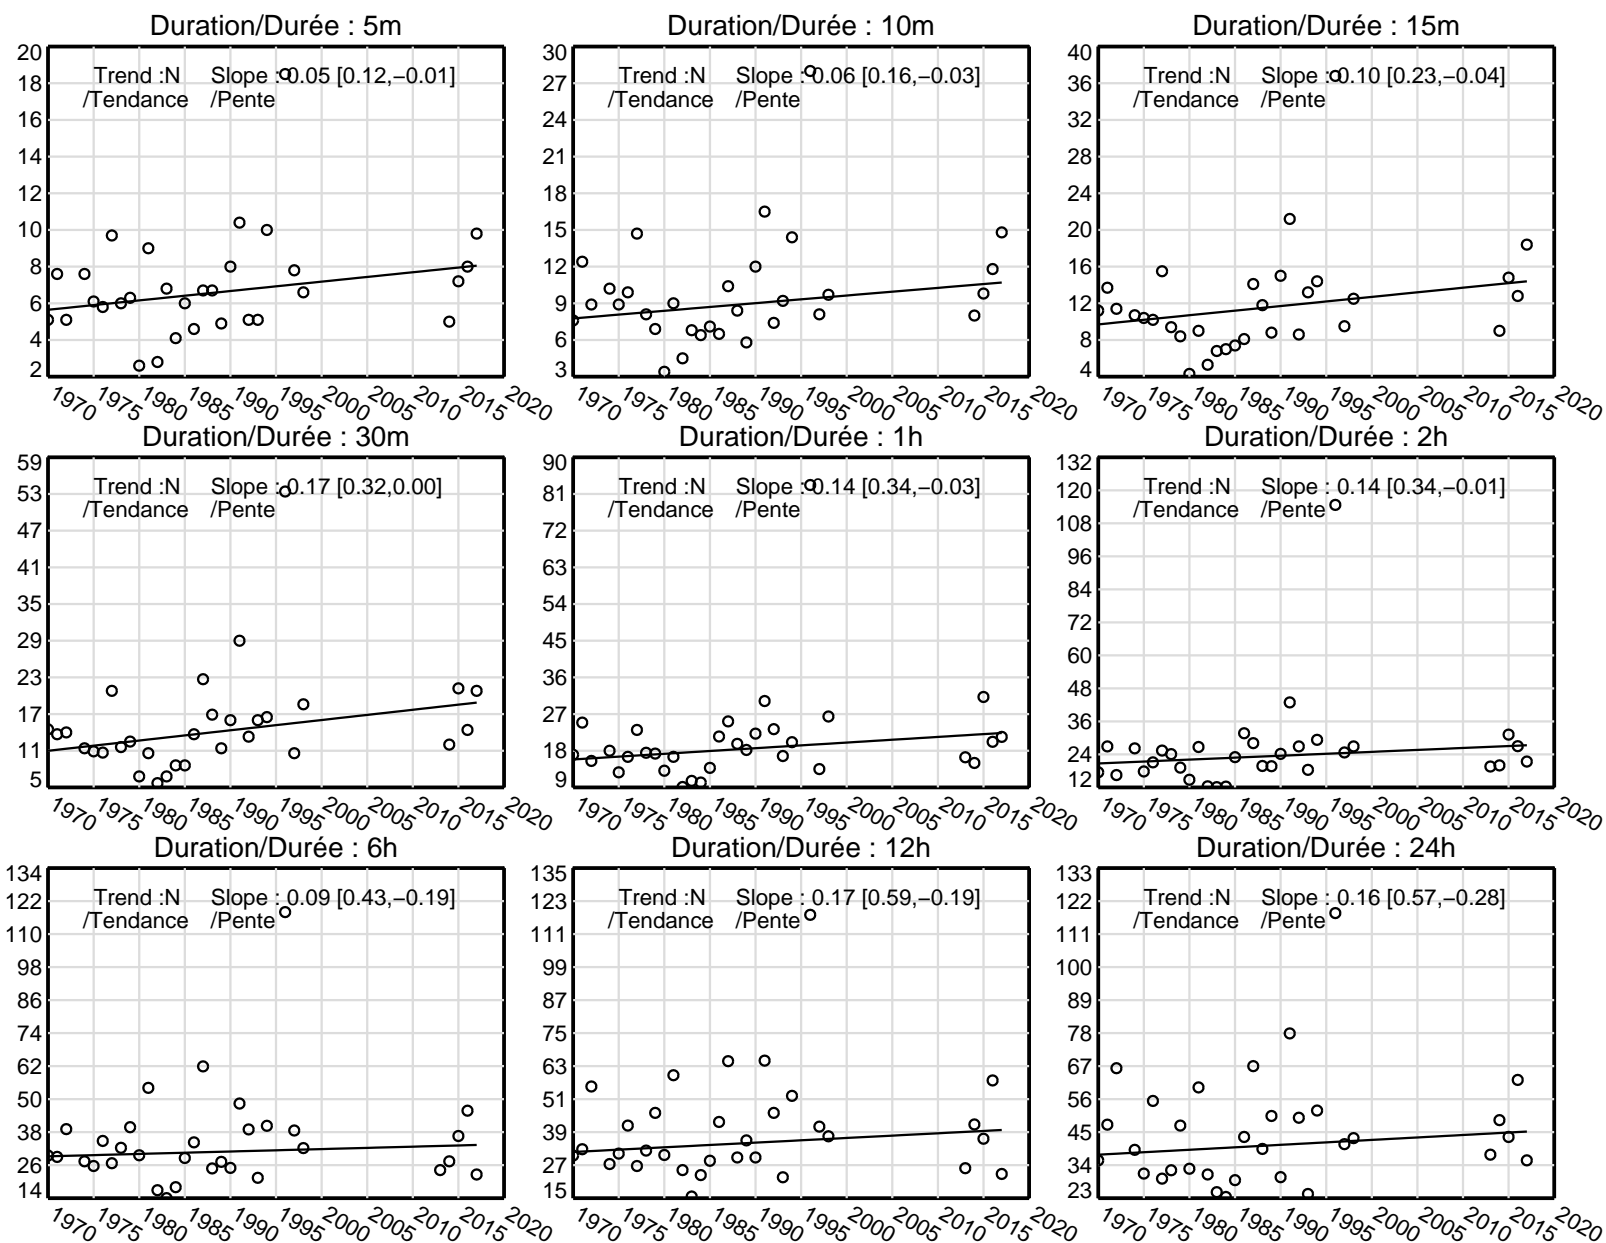 Duration/Durée : 5m
Trend :N Slope : 0.05 [0.12,−0.01]
/Tendance /Pente
20
18
16
14
12
10
8
6
4
2
1970 1975 1980 1985 1990 1995 2000 2005 2010 2015 2020
Duration/Durée : 10m
Trend :N Slope : 0.06 [0.16,−0.03]
/Tendance /Pente
30
27
24
21
18
15
12
9
6
3
1970 1975 1980 1985 1990 1995 2000 2005 2010 2015 2020
Duration/Durée : 15m
Trend :N Slope : 0.10 [0.23,−0.04]
/Tendance /Pente
40
36
32
28
24
20
16
12
8
4
1970 1975 1980 1985 1990 1995 2000 2005 2010 2015 2020
Duration/Durée : 30m
Trend :N Slope : 0.17 [0.32,0.00]
/Tendance /Pente
59
53
47
41
35
29
23
17
11
5
1970 1975 1980 1985 1990 1995 2000 2005 2010 2015 2020
Duration/Durée : 1h
Trend :N Slope : 0.14 [0.34,−0.03]
/Tendance /Pente
90
81
72
63
54
45
36
27
18
9
1970 1975 1980 1985 1990 1995 2000 2005 2010 2015 2020
Duration/Durée : 2h
Trend :N Slope : 0.14 [0.34,−0.01]
/Tendance /Pente
132
120
108
96
84
72
60
48
36
24
12
1970 1975 1980 1985 1990 1995 2000 2005 2010 2015 2020
Duration/Durée : 6h
Trend :N Slope : 0.09 [0.43,−0.19]
/Tendance /Pente
134
122
110
98
86
74
62
50
38
26
14
1970 1975 1980 1985 1990 1995 2000 2005 2010 2015 2020
Duration/Durée : 12h
Trend :N Slope : 0.17 [0.59,−0.19]
/Tendance /Pente
135
123
111
99
87
75
63
51
39
27
15
1970 1975 1980 1985 1990 1995 2000 2005 2010 2015 2020
Duration/Durée : 24h
Trend :N Slope : 0.16 [0.57,−0.28]
/Tendance /Pente
133
122
111
100
89
78
67
56
45
34
23
1970 1975 1980 1985 1990 1995 2000 2005 2010 2015 2020